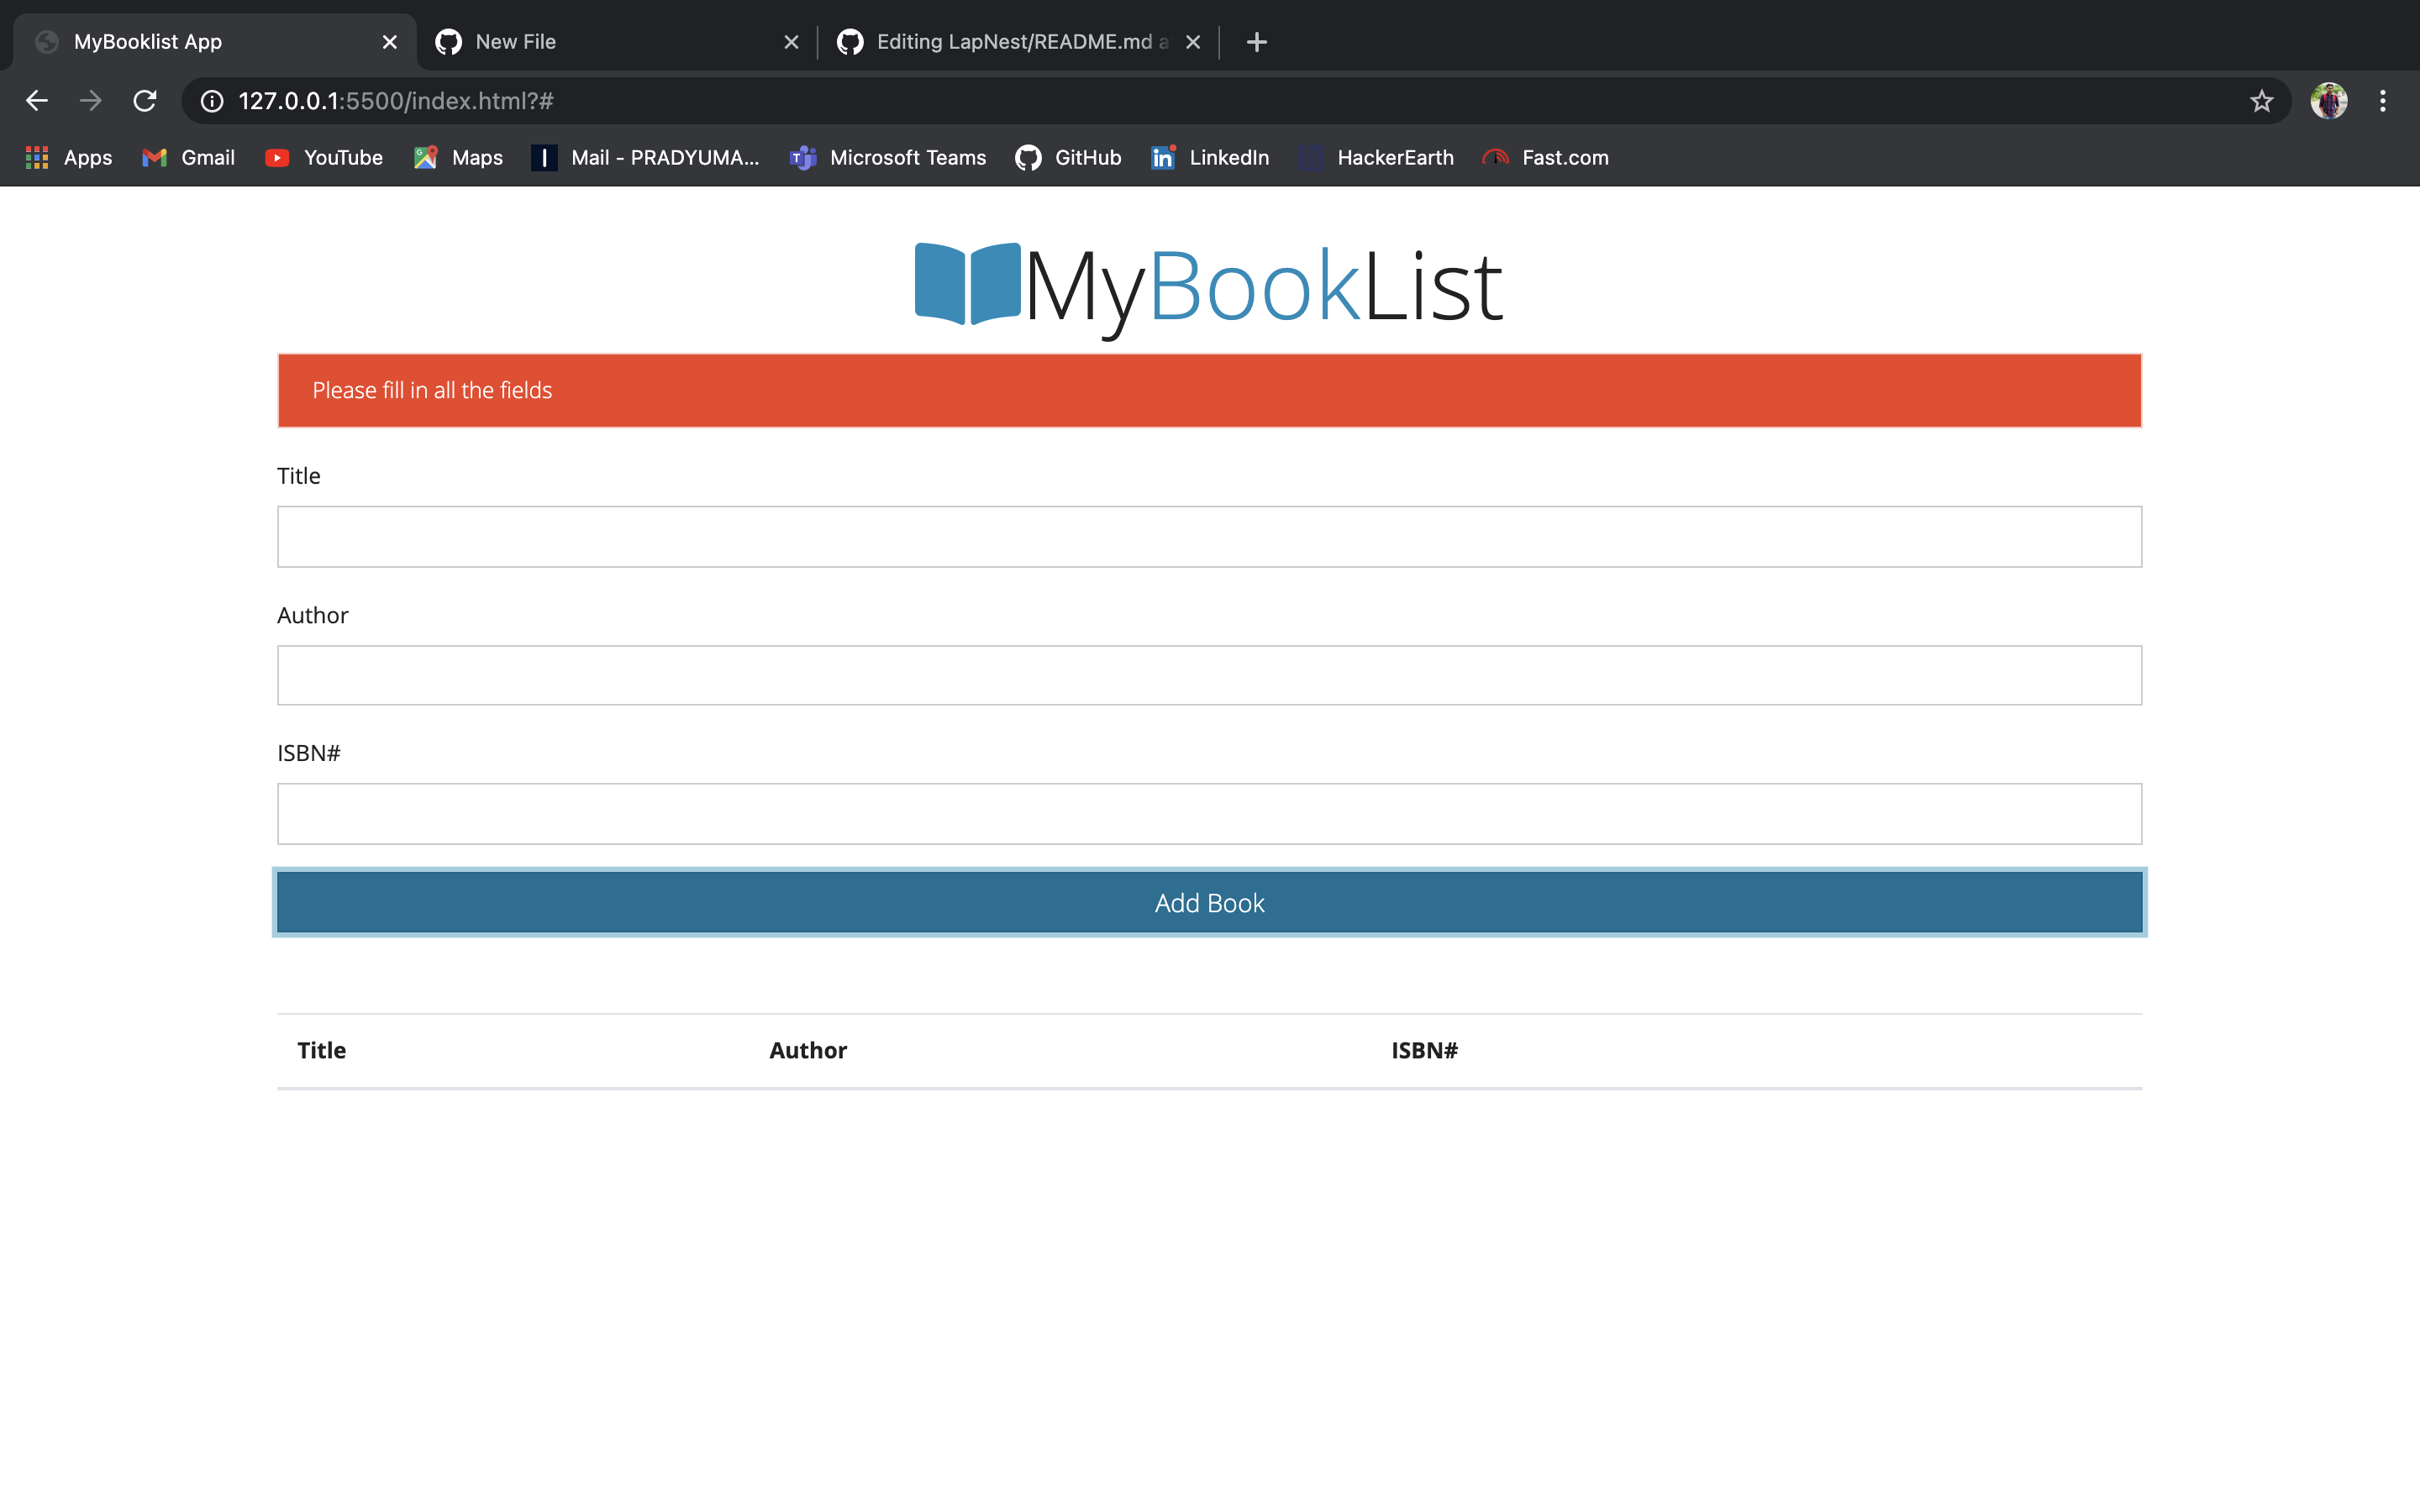 MyBooklist App
New File
Editing LapNest/README.md a
127.0.0.1:5500/index.html?#
Apps
Gmail
YouTube
Maps
Mail - PRADYUMA...
Microsoft Teams
GitHub
LinkedIn
HackerEarth
Fast.com
MyBookList
Please fill in all the fields
Title
Author
ISBN#
Add Book
Title Author ISBN#